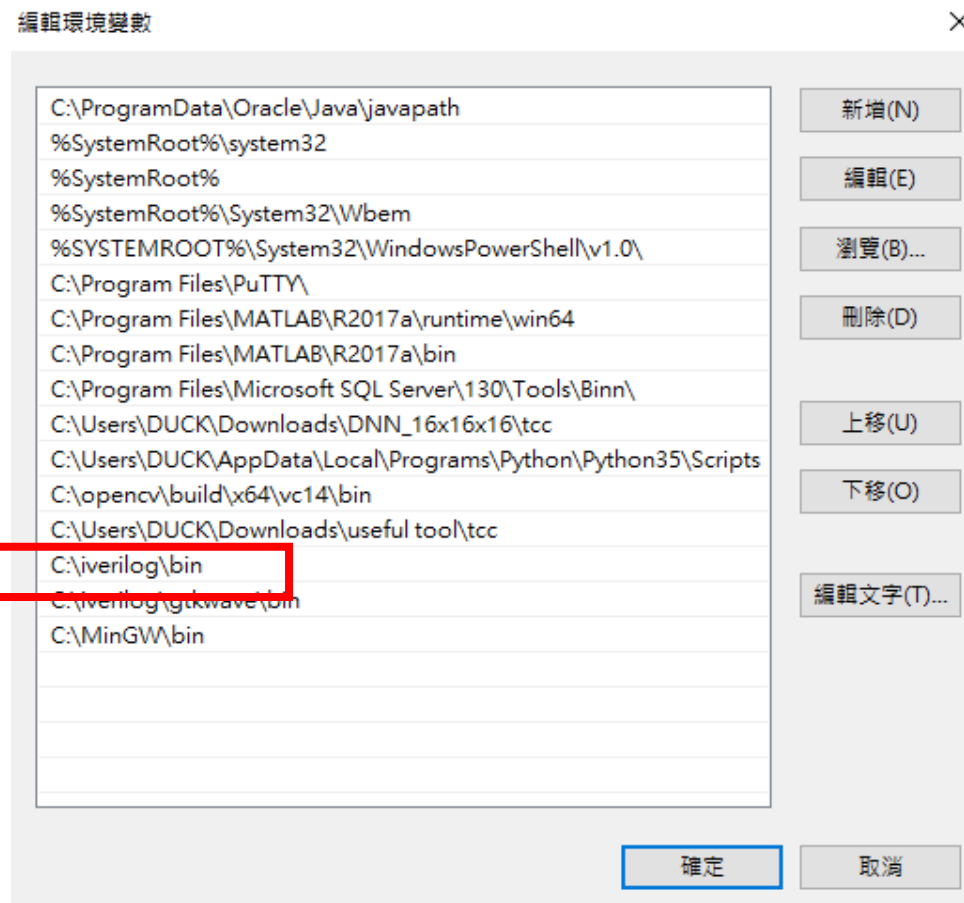 編輯環境變數
C:\ProgramData\Oracle\Java\javapath
%SystemRoot%\system32
%SystemRoot%
%SystemRoot%\System32\Wbem
%SYSTEMROOT%\System32\WindowsPowerShell\v1.0\
C:\Program Files\PuTTY\
C:\Program Files\MATLAB\R2017a\runtime\win64
C:\Program Files\MATLAB\R2017a\bin
C:\Program Files\Microsoft SQL Server\130\Tools\Binn\
C:\Users\DUCK\Downloads\DNN_16x16x16\tcc
C:\Users\DUCK\AppData\Local\Programs\Python\Python35\Scripts
C:\opencv\build\x64\vc14\bin
C:\Users\DUCK\Downloads\useful tool\tcc
C:\iverilog\bin
C:\iverilog\gtkwave\bin
C:\MinGW\bin
新增(N)
編輯(E)
瀏覽(B)...
刪除(D)
上移(U)
下移(O)
編輯文字(T)...
確定
取消